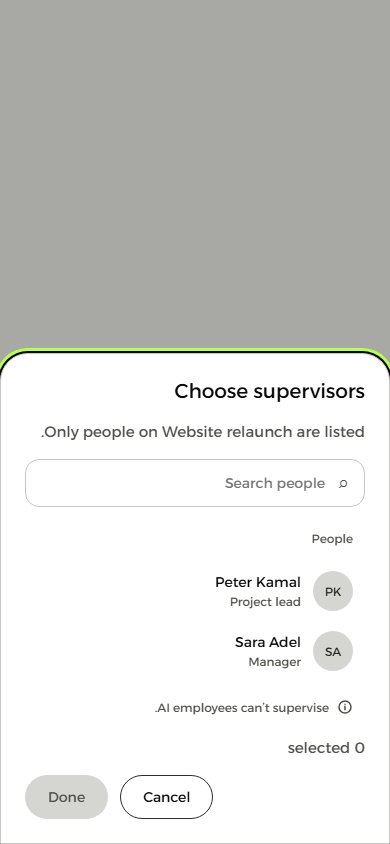 Choose supervisors
.Only people on Website relaunch are listed
Search people
People
PK
Peter Kamal
Project lead
SA
Sara Adel
Manager
.AI employees can't supervise
selected 0
Done
Cancel